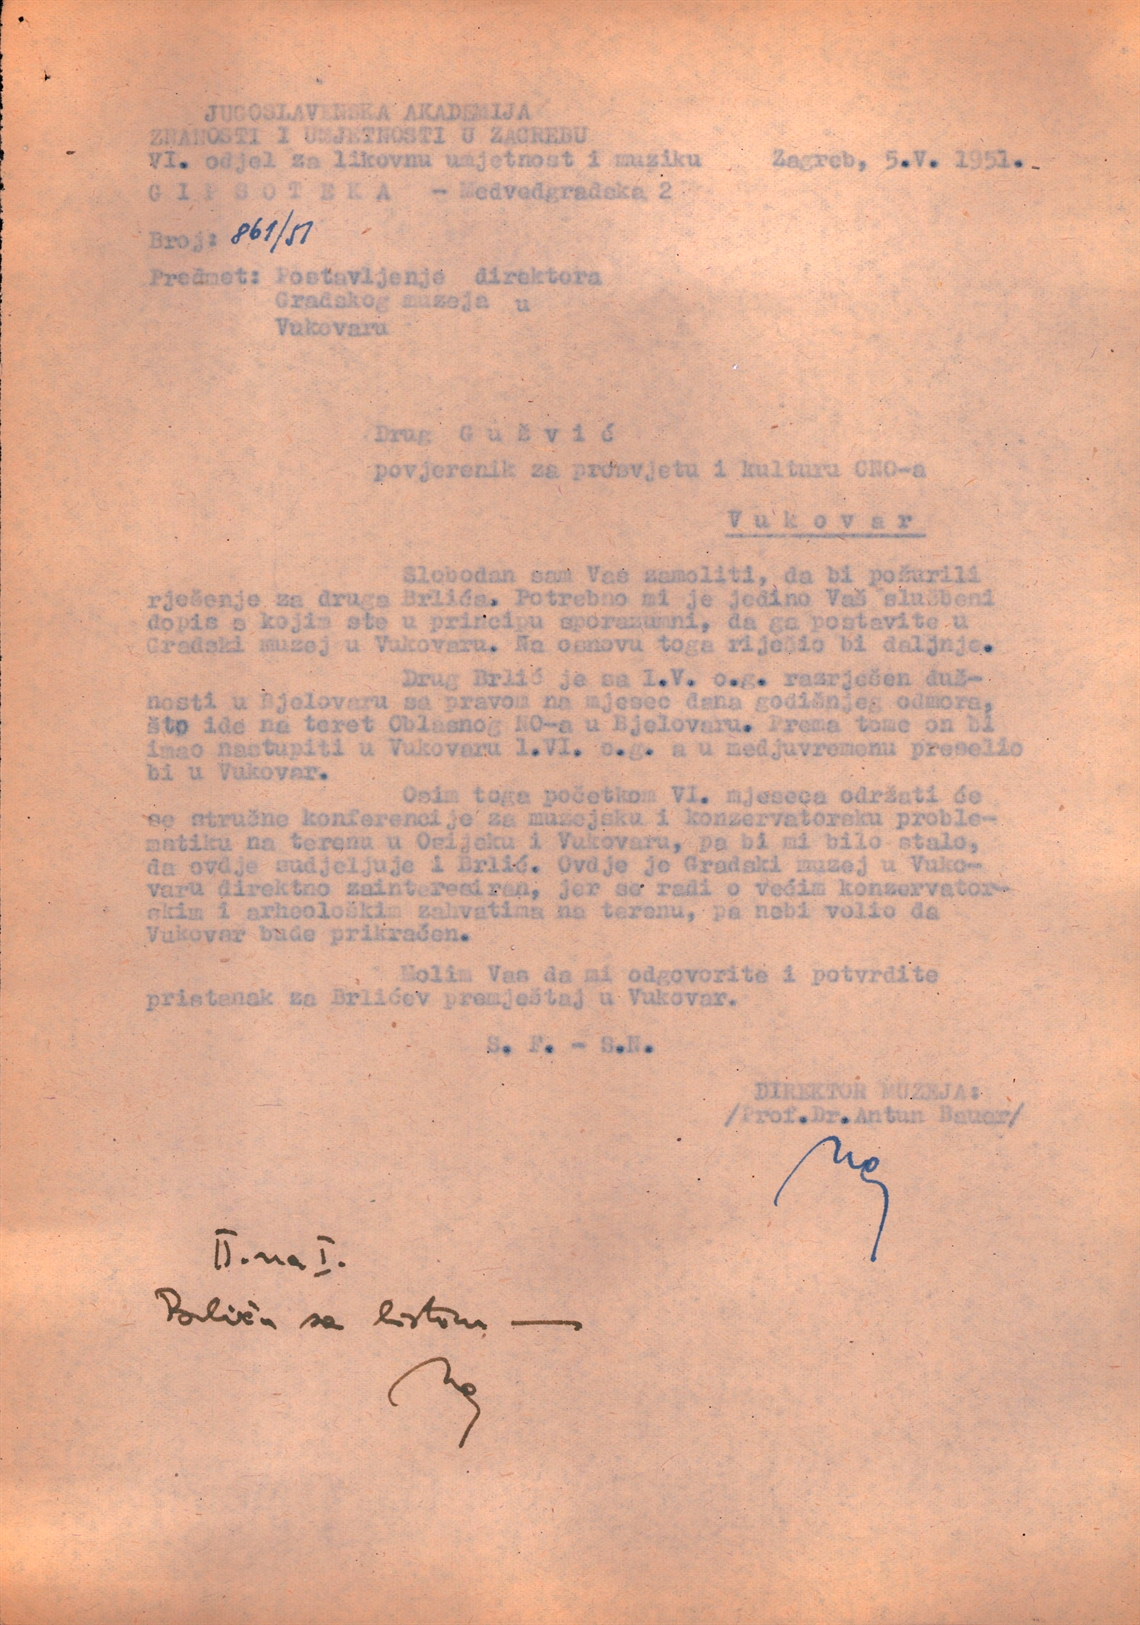 JUGOSLAVENSKA AKADEMIJA
ZNANOSTI I UMJETNOSTI U ZAGREBU
VI. odjel za likovnu umjetnost i muziku Zagreb, 5.V. 1951.
G I P S O T E K A - Medvedgradska 2
Broj: 861/51
Predmet: Postavljenje direktora
Gradskog muzeja u
Vukovaru
Drug G u š v i ć
povjerenik za prosvjetu i kulturu GNO-a
V u k o v a r
Slobodan sam Vas zamoliti, da bi požurili
rješenje za druga Brlića. Potrebno mi je jedino Vaš službeni
dopis s kojim ste u principu sporazumni, da ga postavite u
Gradski muzej u Vukovaru. Na osnovu toga riješio bi daljnje.
Drug Brlić je sa 1.V. o.g. razrječen duž-
nosti u Bjelovaru sa pravom na mjesec dana godišnjeg odmora,
što ide na teret Oblasnog NO-a u Bjelovaru. Prema tome on bi
imao nastupiti u Vukovaru 1.VI. o.g. a u medjuvremenu preselio
bi u Vukovar.
Osim toga početkom VI. mjeseca održati će
se stručne konferencije za muzejsku i konzervatorsku proble-
matiku na terenu u Osijeku i Vukovaru, pa bi mi bilo stalo,
da ovdje sudjeljuje i Brlić. Ovdje je Gradski muzej u Vuko-
varu direktno zainteresiran, jer se radi o većim konzervator-
skim i arheološkim zahvatima na terenu, pa nebi volio da
Vukovar bude prikraćen.
Molim Vas da mi odgovorite i potvrdite
pristanak za Brlićev premještaj u Vukovar.
S. F. - S.N.
DIREKTOR MUZEJA:
/Prof.Dr.Antun Bauer/
II. na I.
Brliću sa listom